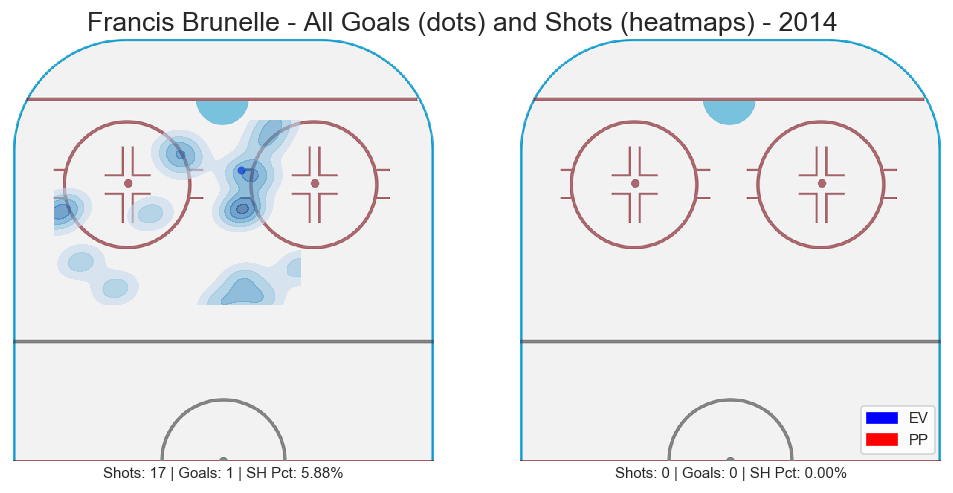 Francis Brunelle - All Goals (dots) and Shots (heatmaps) - 2014
EV
PP
Shots: 17 | Goals: 1 | SH Pct: 5.88%
Shots: 0 | Goals: 0 | SH Pct: 0.00%